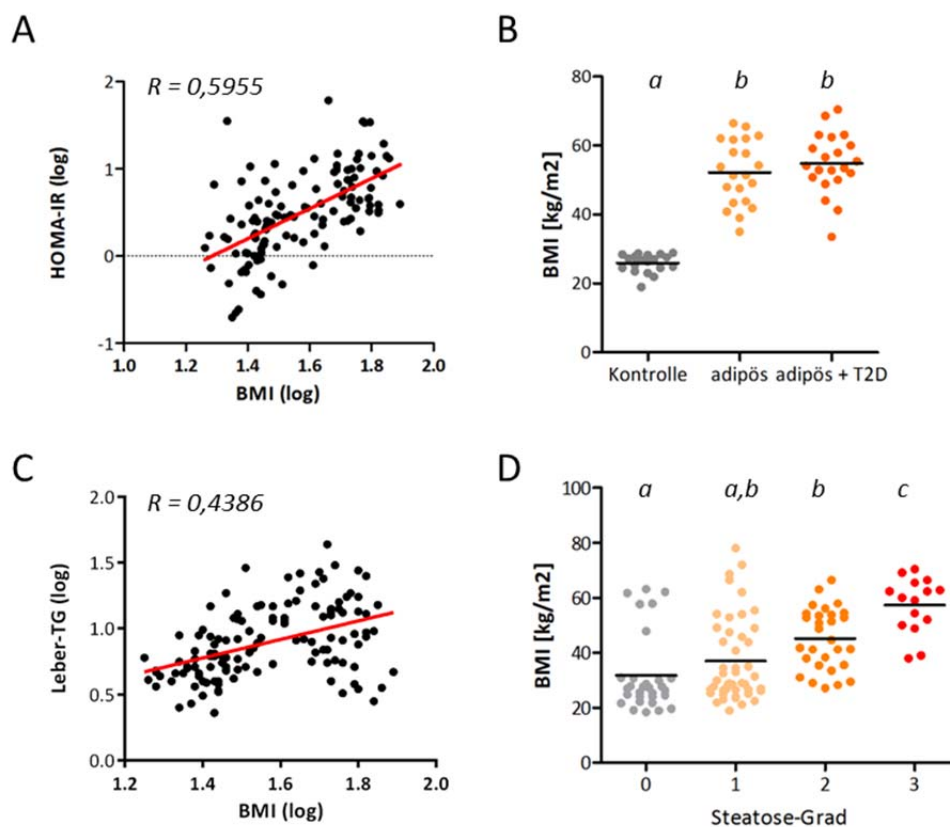 A
R = 0,5955
HOMA-IR (log)
2
1
0
-1
1.0
1.2
1.4
1.6
1.8
2.0
BMI (log)
B
a
b
b
BMI [kg/m2]
80
60
40
20
0
Kontrolle
adipös
adipös + T2D
C
R = 0,4386
Leber-TG (log)
2.0
1.5
1.0
0.5
0.0
1.2
1.4
1.6
1.8
2.0
BMI (log)
D
a
a,b
b
c
BMI [kg/m2]
100
80
60
40
20
0
0
1
2
3
Steatose-Grad